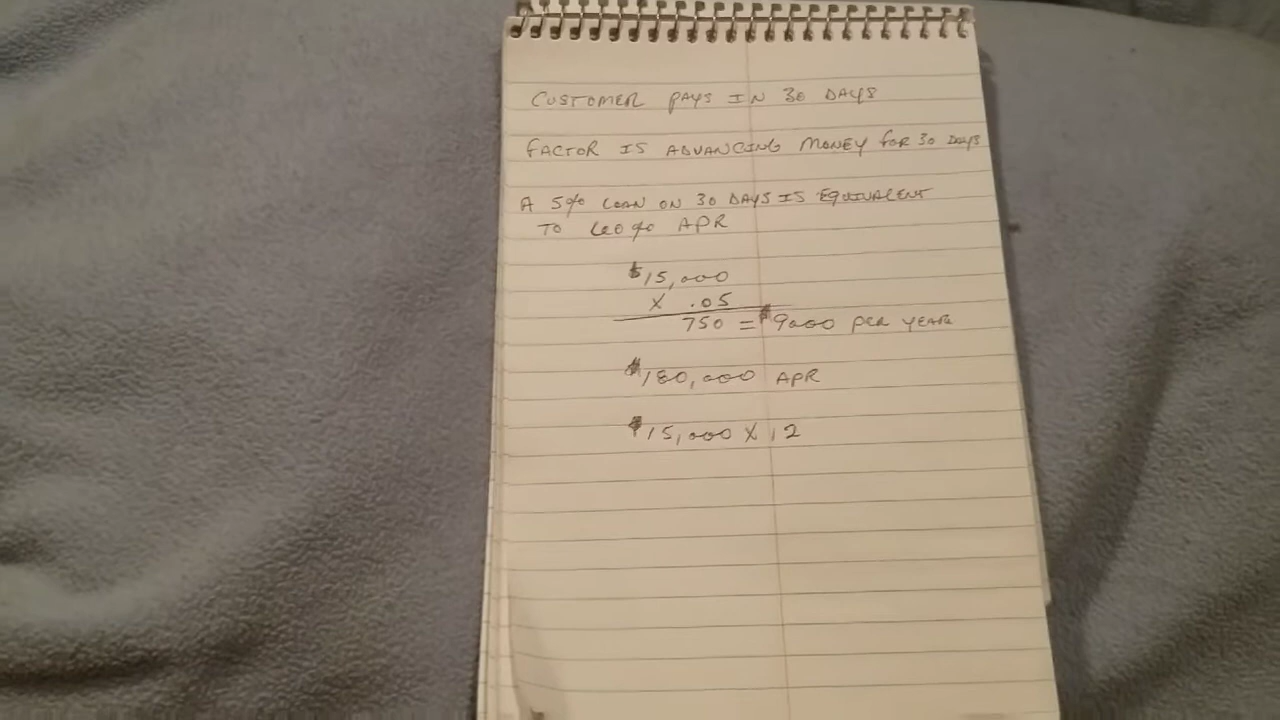 CUSTOMER PAYS IN 30 DAYS
FACTOR IS ADVANCING MONEY FOR 30 DAYS
A 5% LOAN ON 30 DAYS IS EQUIVALENT
TO 60% APR
$15,000
X .05
750 = $9000 PER YEAR
$180,000 APR
$15,000 X 12